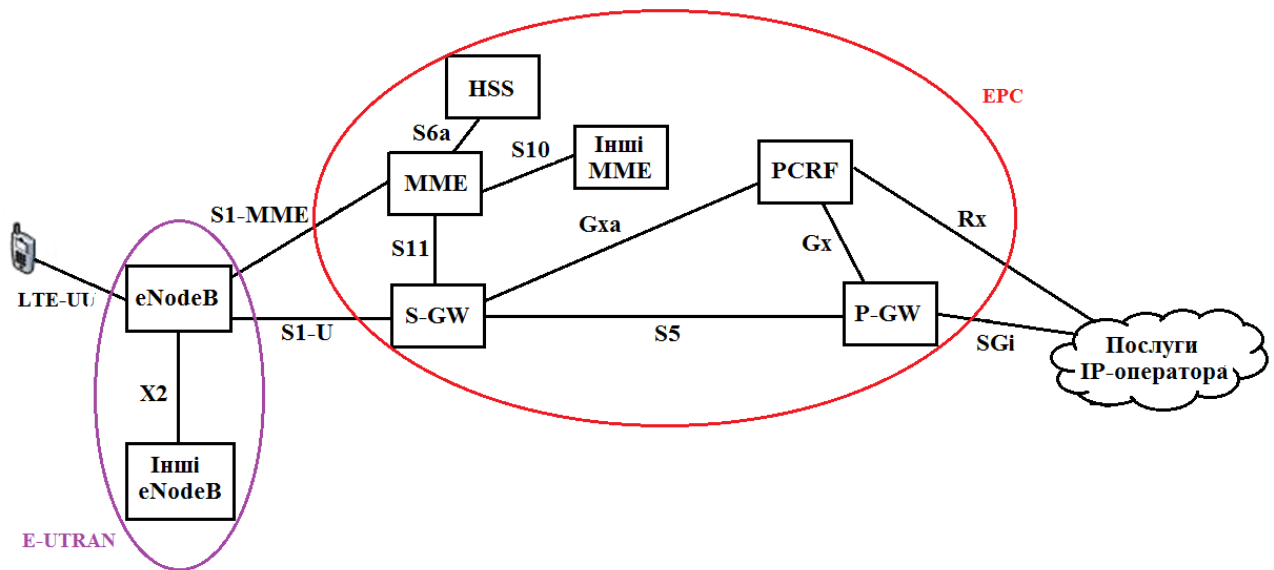 HSS
EPC
S6a
S10
Інші
MME
MME
PCRF
S1-MME
Gxa
Rx
Gx
S11
LTE-UU
eNodeB
S-GW
P-GW
S1-U
S5
SGi
Послуги
IP-оператора
X2
Інші
eNodeB
E-UTRAN